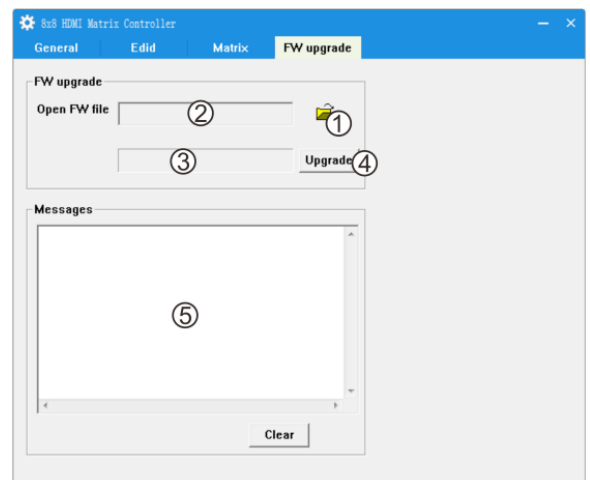 8x8 HDMI Matrix Controller
General Edid Matrix FW upgrade
FW upgrade
Open FW file ② ①
③ Upgrade ④
Messages
⑤
Clear